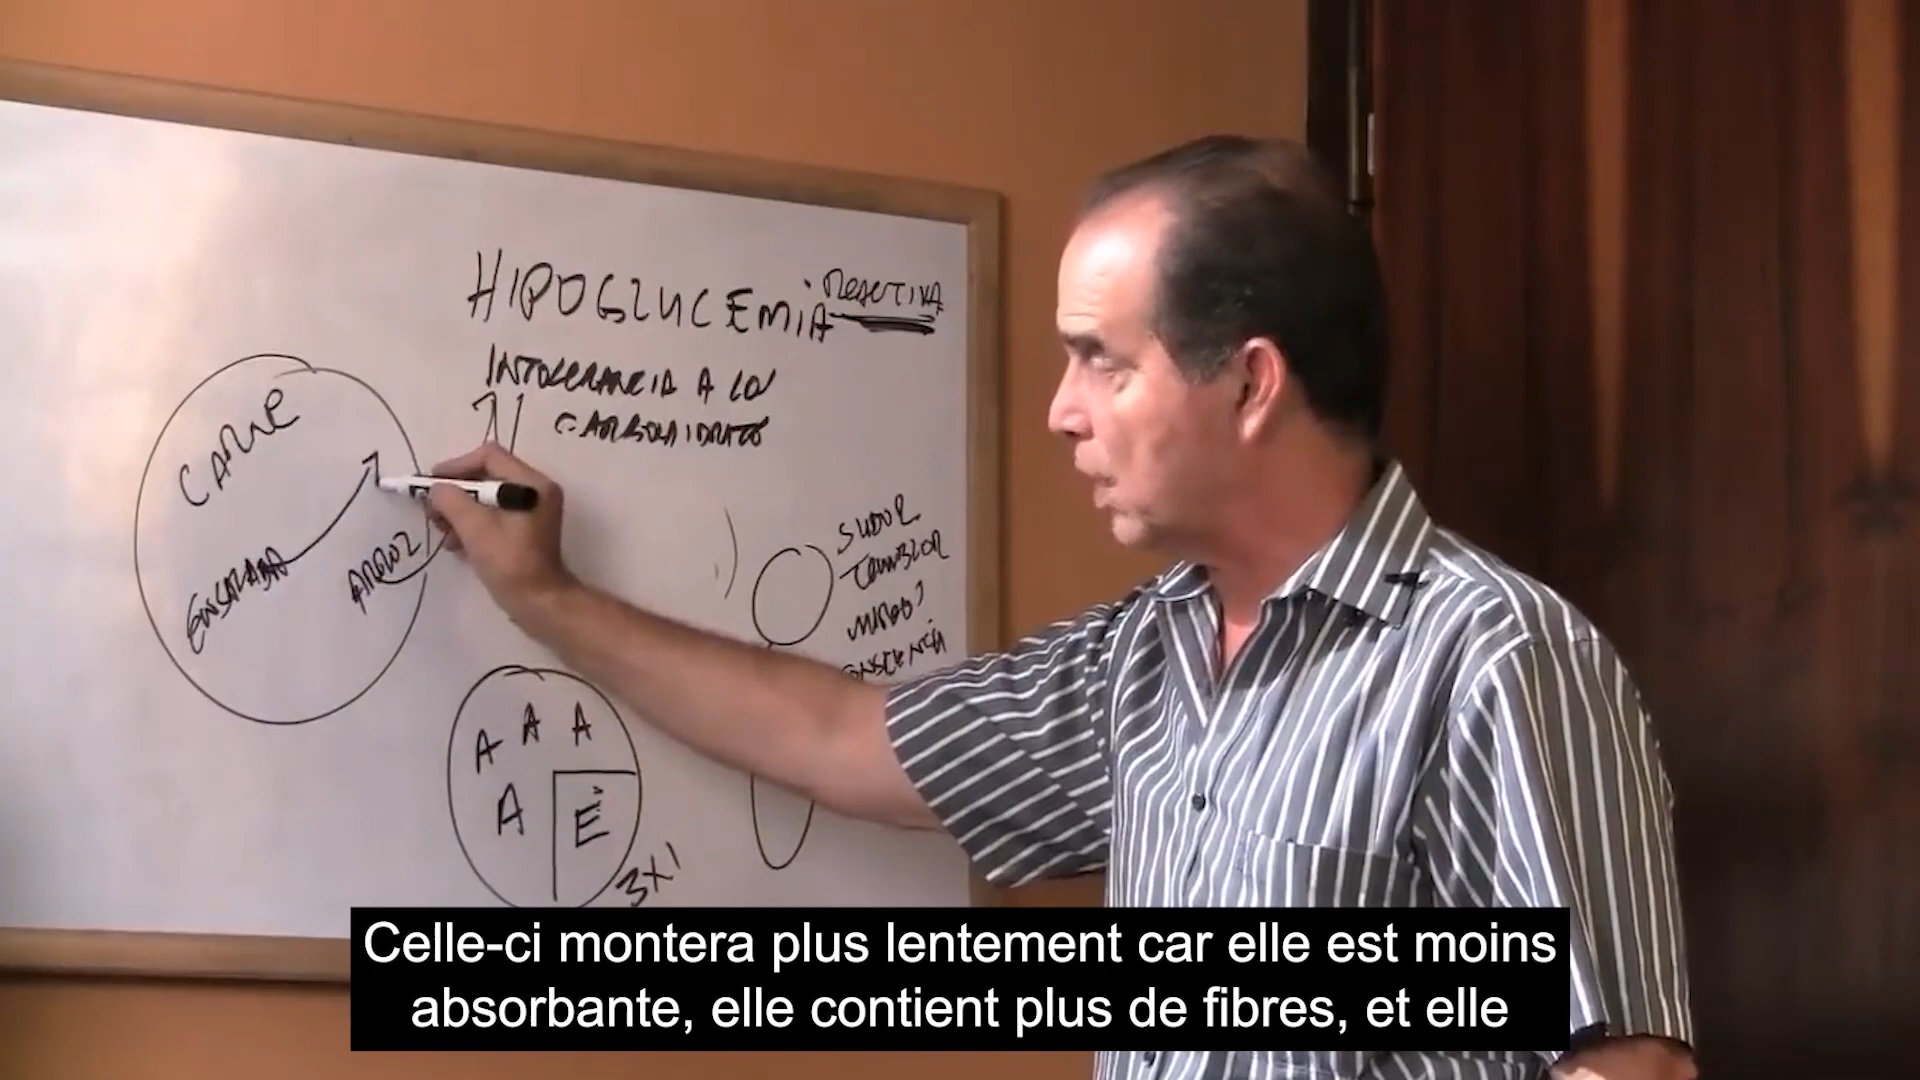 HIPOGLUCEMIA REACTIVA
INTOLERANCIA A LOS
CARBOHIDRATOS
CARNE
ENSALADA
ARROZ
SUDOR
TEMBLOR
A A A
A E
3X1
Celle-ci montera plus lentement car elle est moins
absorbante, elle contient plus de fibres, et elle